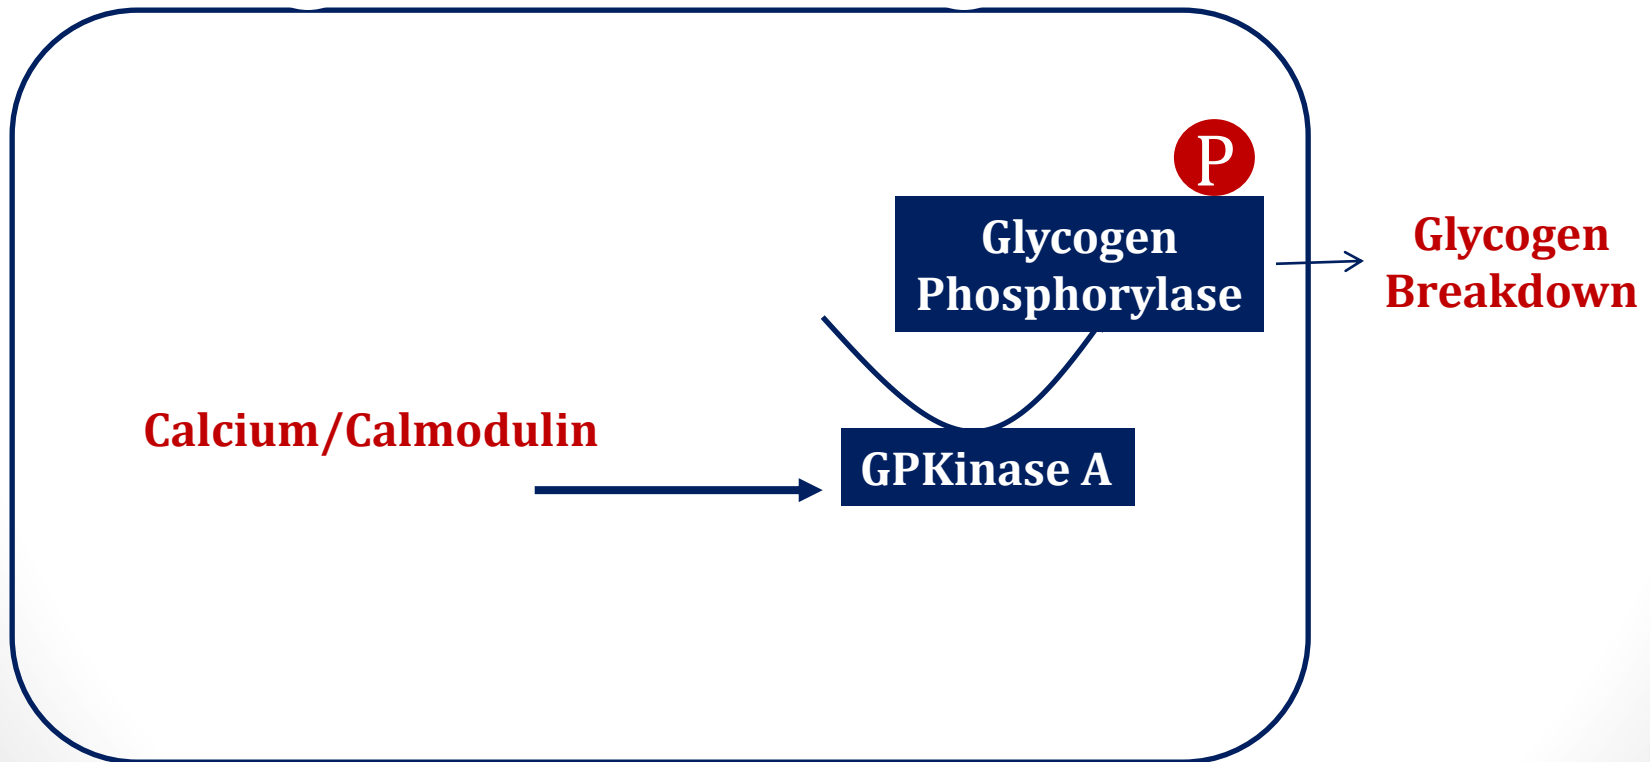 P
Glycogen
Phosphorylase
Glycogen
Breakdown
Calcium/Calmodulin
GPKinase A